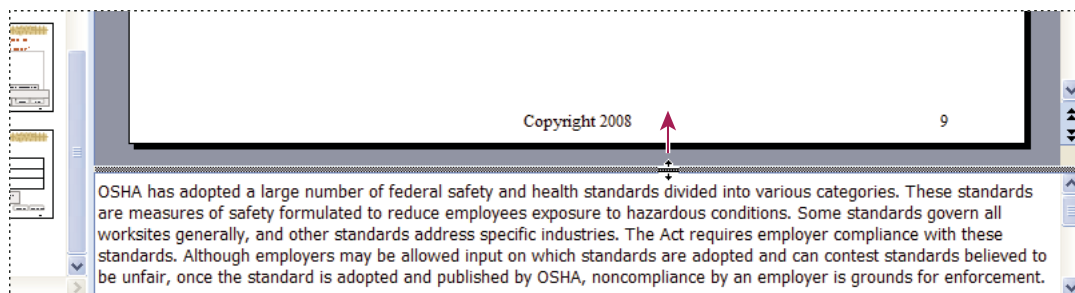 Copyright 2008 9
OSHA has adopted a large number of federal safety and health standards divided into various categories. These standards
are measures of safety formulated to reduce employees exposure to hazardous conditions. Some standards govern all
worksites generally, and other standards address specific industries. The Act requires employer compliance with these
standards. Although employers may be allowed input on which standards are adopted and can contest standards believed to
be unfair, once the standard is adopted and published by OSHA, noncompliance by an employer is grounds for enforcement.